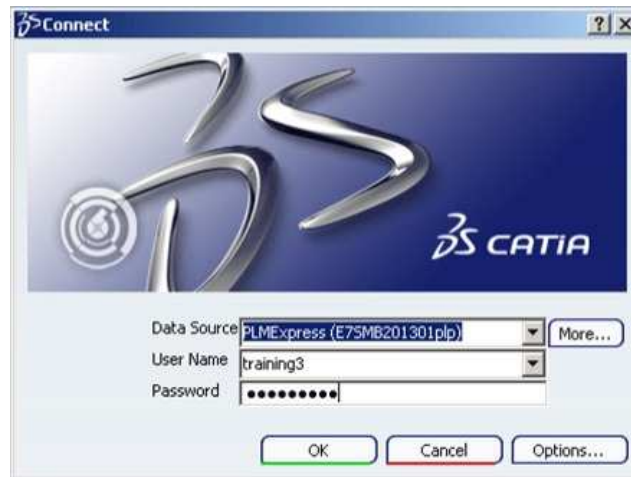 Connect
CATIA
Data Source PLMExpress (E7SMB201301plp) More...
User Name training3
Password ●●●●●●●●●
OK Cancel Options...